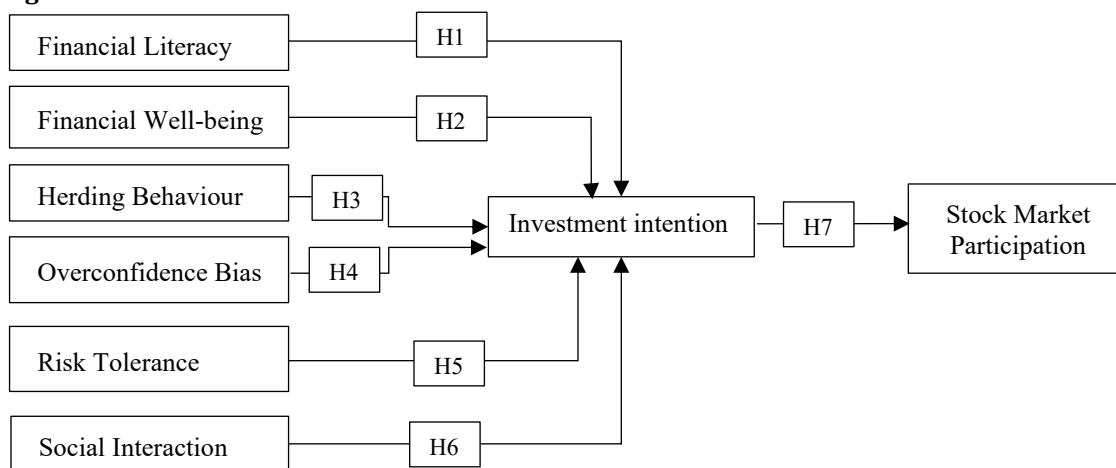 Financial Literacy
H1
Financial Well-being
H2
Herding Behaviour
H3
Overconfidence Bias
H4
Risk Tolerance
H5
Social Interaction
H6
Investment intention
H7
Stock Market
Participation